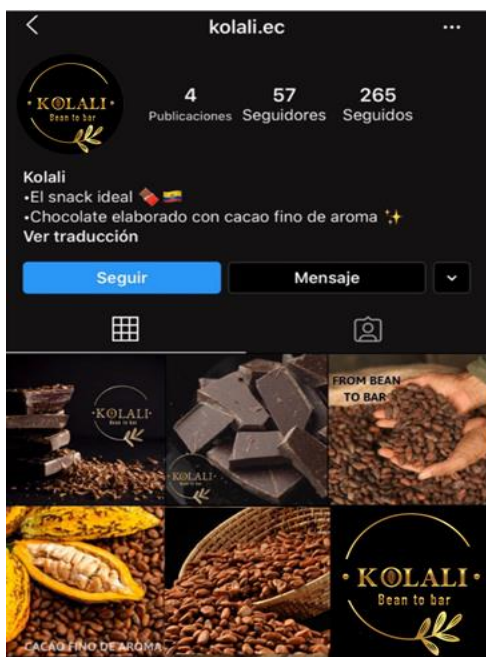 kolali.ec
KOLALI
Bean to bar
4
Publicaciones
57
Seguidores
265
Seguidos
Kolali
•El snack ideal 🍫🇪🇨
•Chocolate elaborado con cacao fino de aroma ✨
Ver traducción
Seguir
Mensaje
KOLALI
Bean to bar
KOLALI
FROM BEAN
TO BAR
CACAO FINO DE AROMA
KOLALI
Bean to bar